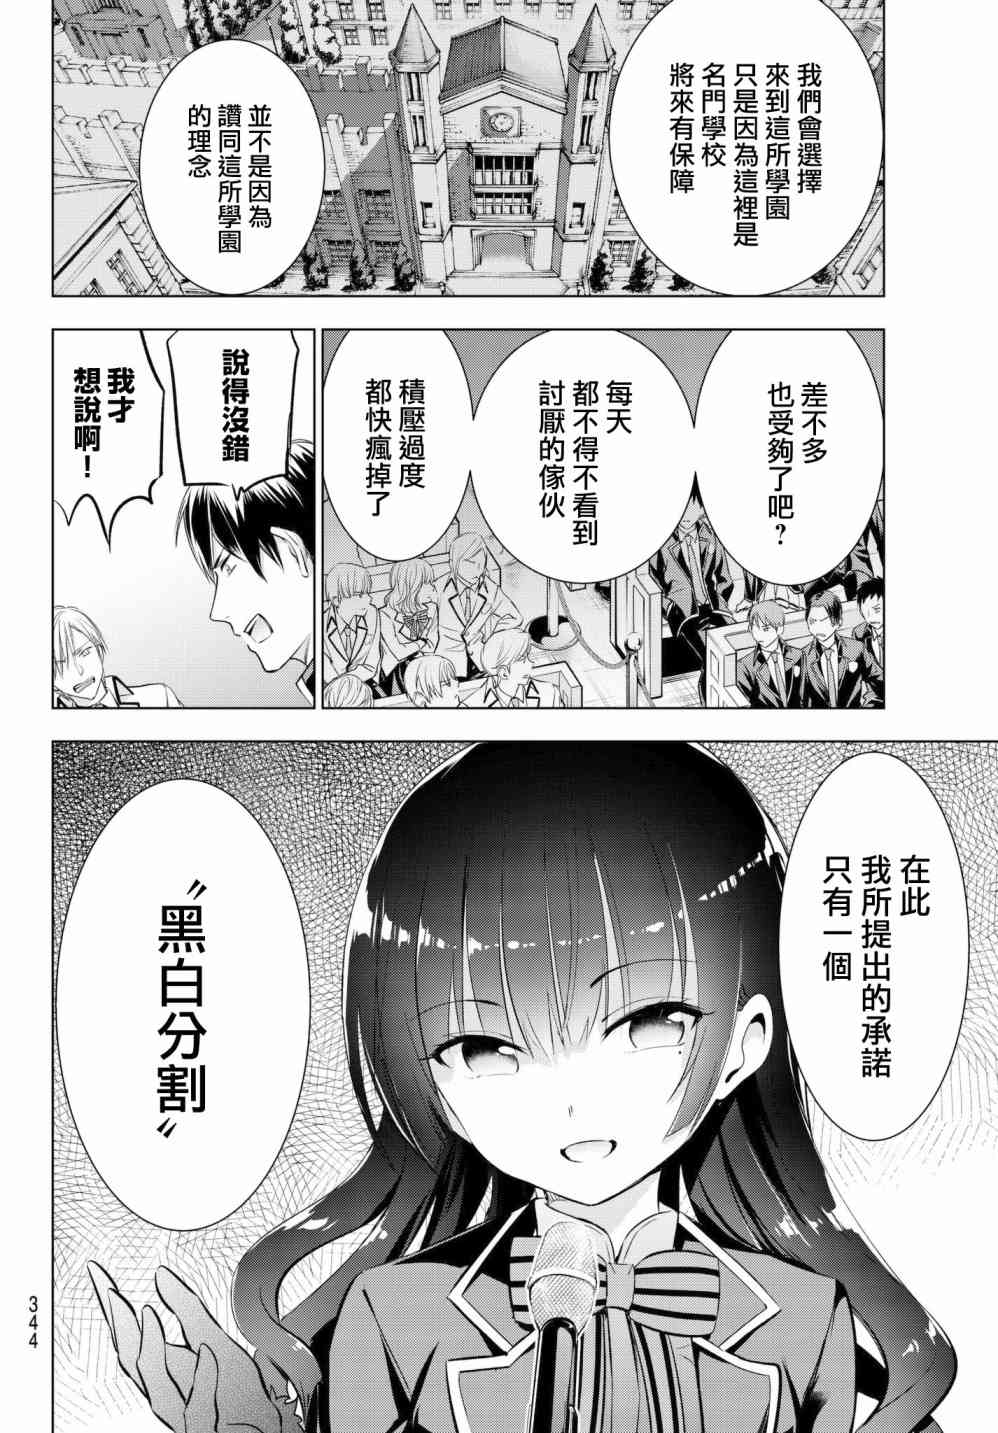 我們會選擇
來到這所學園
只是因為這裡是
名門學校
將來有保障
並不是因為
讚同這所學園
的理念
差不多
也受夠了吧?
每天
都不得不看到
討厭的傢伙
積壓過度
都快瘋掉了
說得沒錯
我才
想說啊!
在此
我所提出的承諾
只有一個
〝黑白分割〞
344